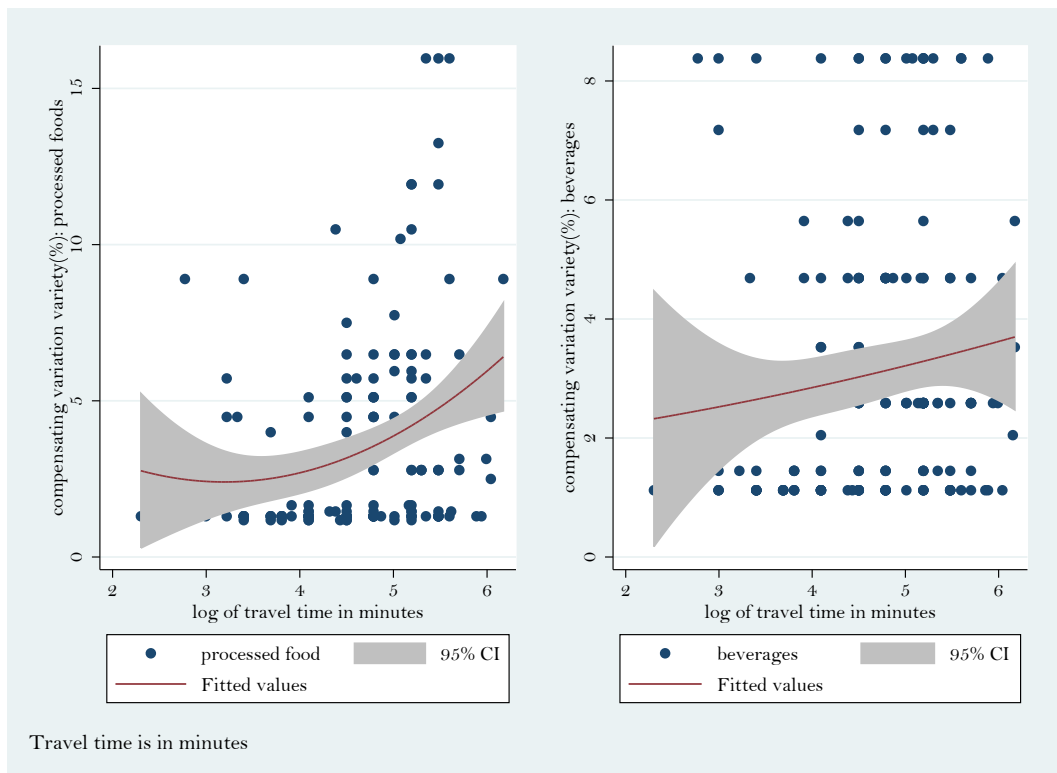 compensating variation variety(%): processed foods
15
10
5
0
2 3 4 5 6
log of travel time in minutes
processed food 95% CI
Fitted values
compensating variation variety(%): beverages
8
6
4
2
0
2 3 4 5 6
log of travel time in minutes
beverages 95% CI
Fitted values
Travel time is in minutes